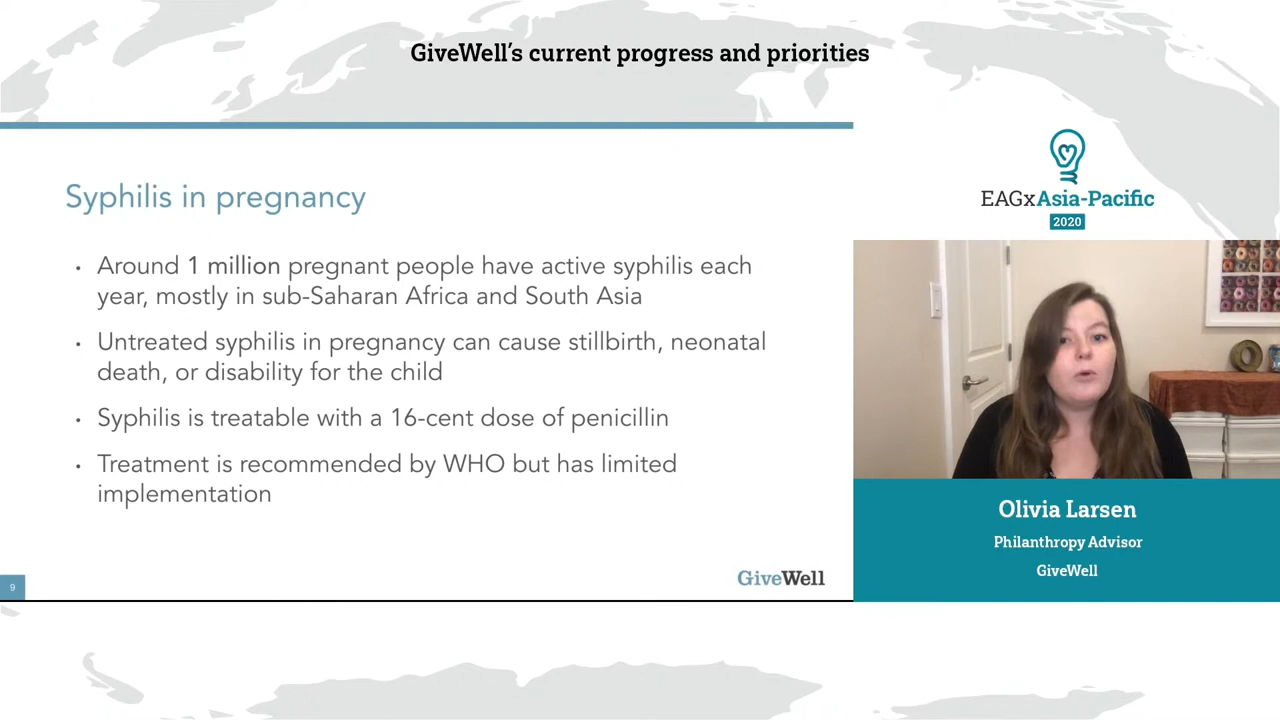 GiveWell's current progress and priorities
Syphilis in pregnancy
• Around 1 million pregnant people have active syphilis each
year, mostly in sub-Saharan Africa and South Asia
• Untreated syphilis in pregnancy can cause stillbirth, neonatal
death, or disability for the child
• Syphilis is treatable with a 16-cent dose of penicillin
• Treatment is recommended by WHO but has limited
implementation
9
GiveWell
EAGxAsia-Pacific
2020
Olivia Larsen
Philanthropy Advisor
GiveWell